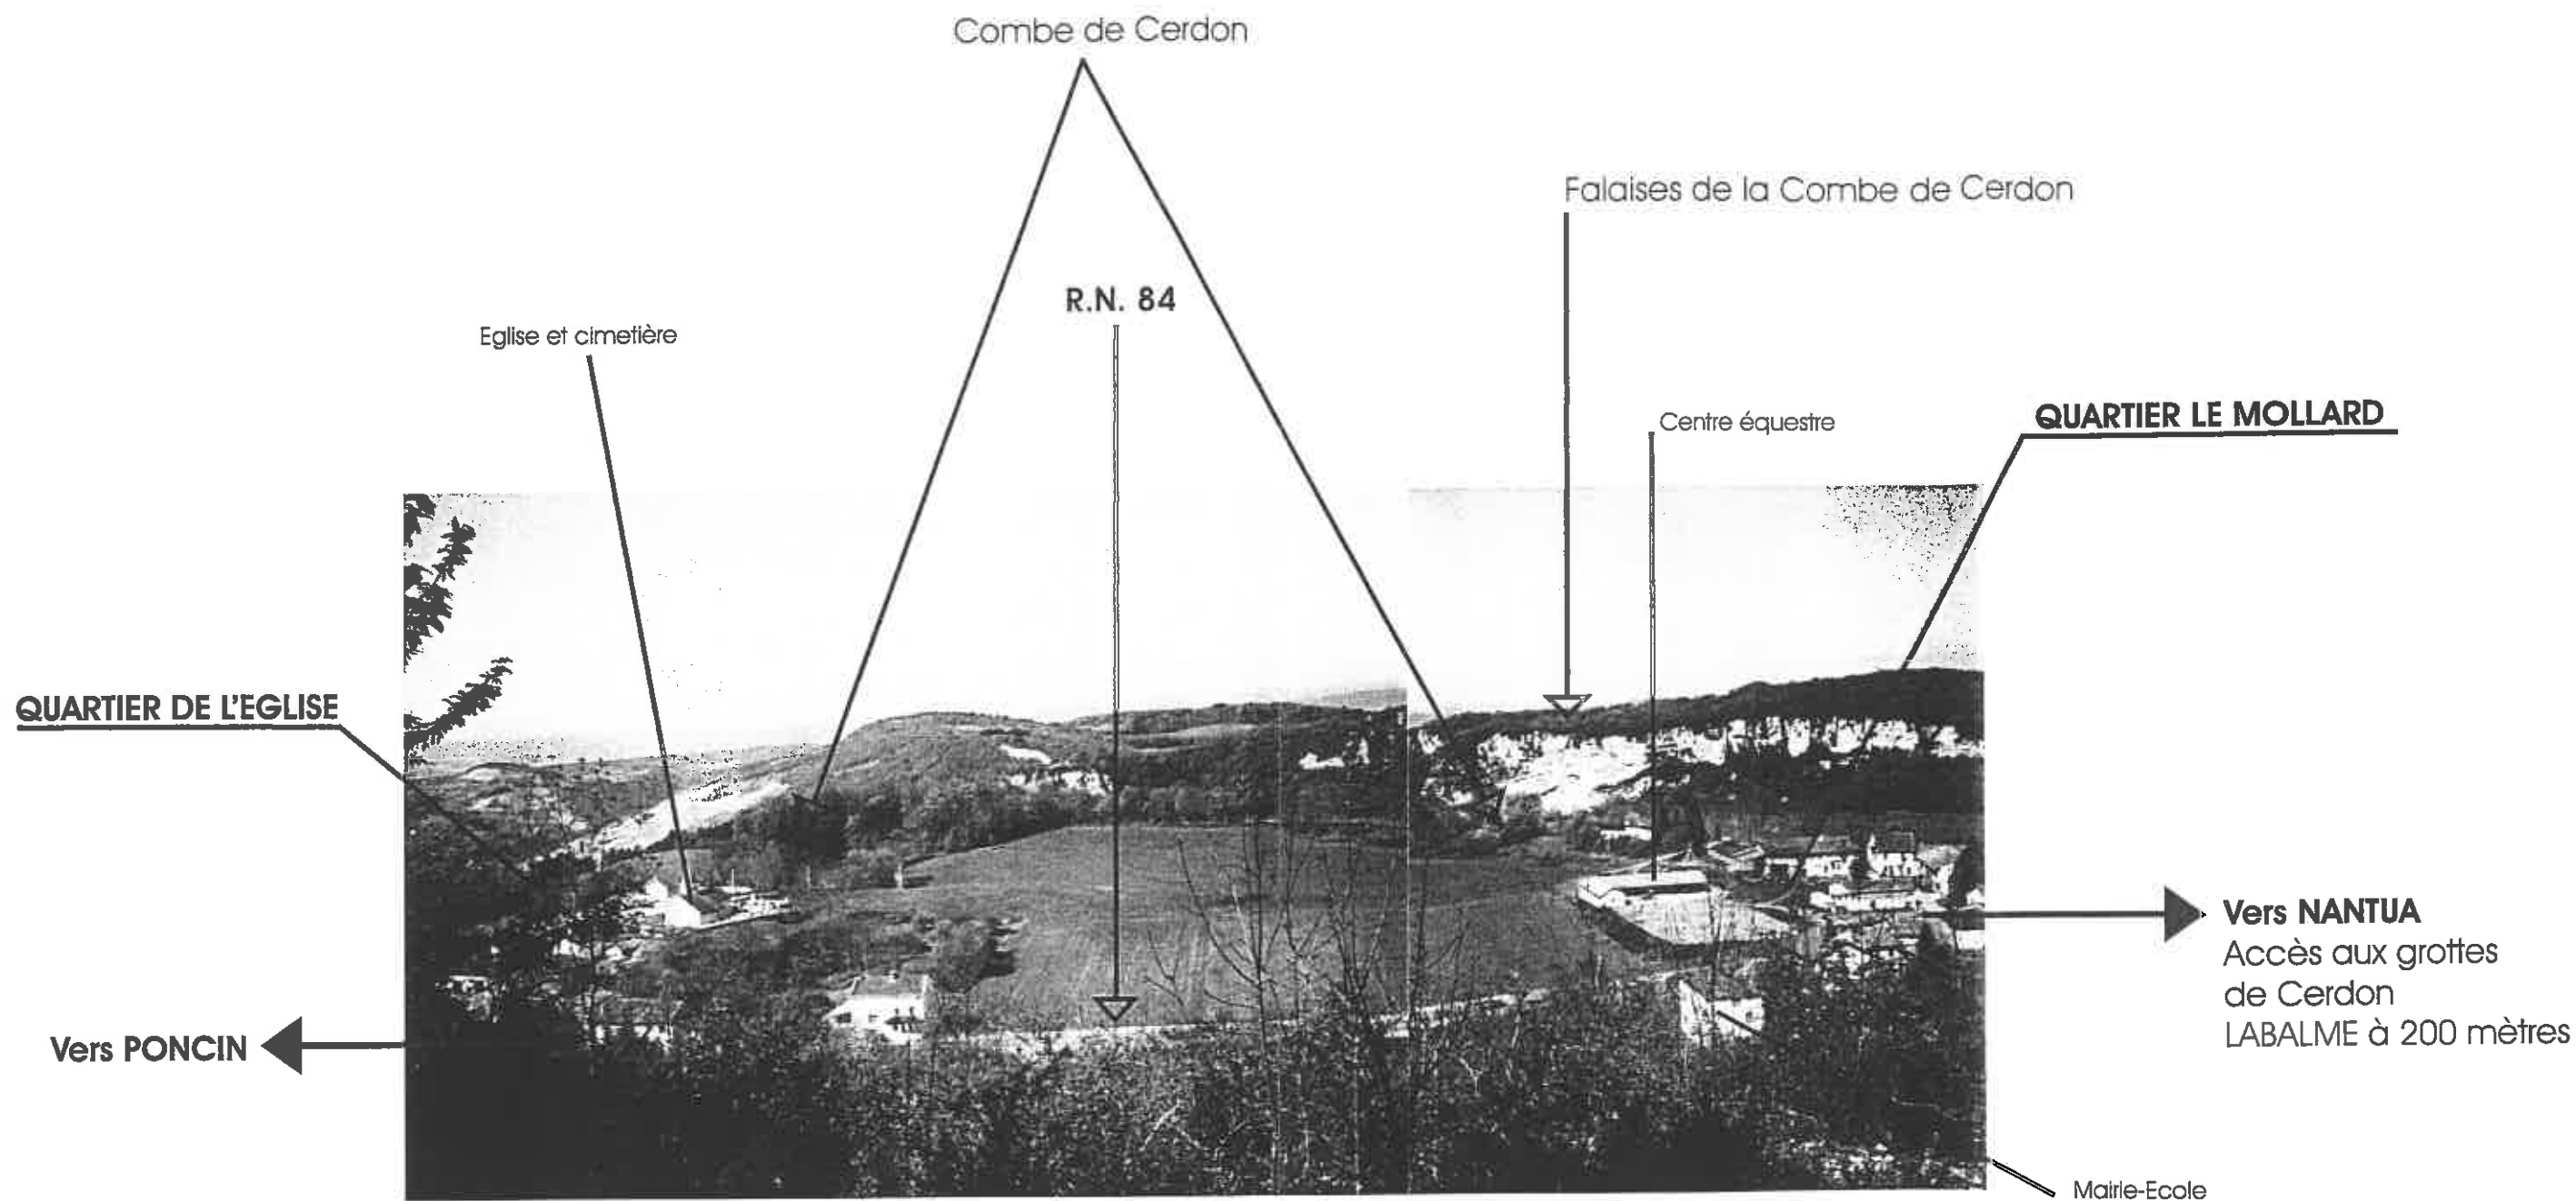 Combe de Cerdon
Falaises de la Combe de Cerdon
R.N. 84
Eglise et cimetière
Centre équestre
QUARTIER LE MOLLARD
QUARTIER DE L'EGLISE
Vers NANTUA
Accès aux grottes
de Cerdon
LABALME à 200 mètres
Vers PONCIN
Mairie-Ecole